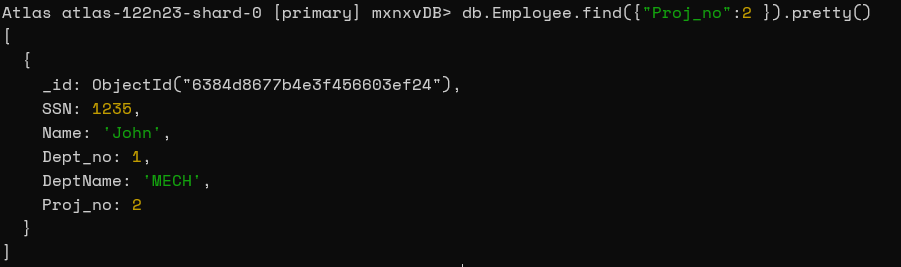 Atlas atlas-122n23-shard-0 [primary] mxnxvDB> db.Employee.find({"Proj_no":2 }).pretty()
[
  {
    _id: ObjectId("6384d8677b4e3f456603ef24"),
    SSN: 1235,
    Name: 'John',
    Dept_no: 1,
    DeptName: 'MECH',
    Proj_no: 2
  }
]